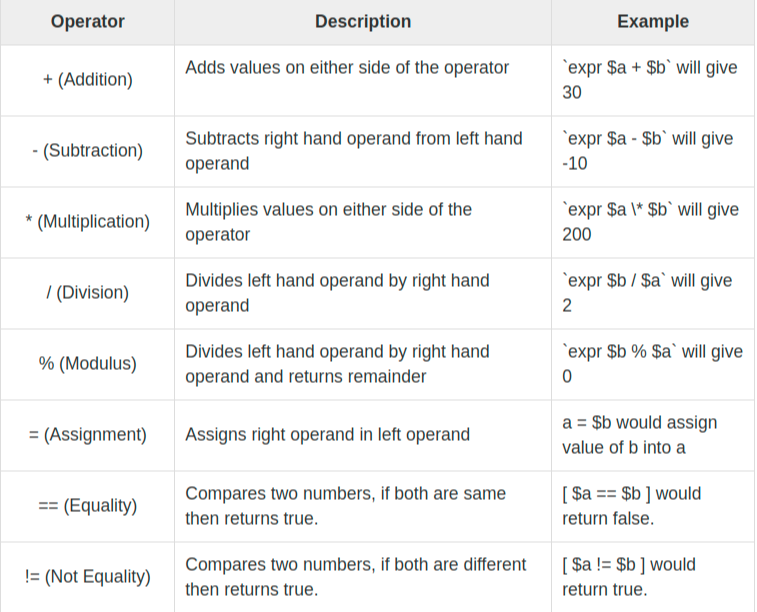 Operator Description Example
+ (Addition) Adds values on either side of the operator `expr $a + $b` will give
30
- (Subtraction) Subtracts right hand operand from left hand
operand
`expr $a - $b` will give
-10
* (Multiplication) Multiplies values on either side of the
operator
`expr $a \* $b` will give
200
/ (Division) Divides left hand operand by right hand
operand
`expr $b / $a` will give
2
% (Modulus) Divides left hand operand by right hand
operand and returns remainder
`expr $b % $a` will give
0
= (Assignment) Assigns right operand in left operand
a = $b would assign
value of b into a
== (Equality) Compares two numbers, if both are same
then returns true.
[ $a == $b ] would
return false.
!= (Not Equality) Compares two numbers, if both are different
then returns true.
[ $a != $b ] would
return true.